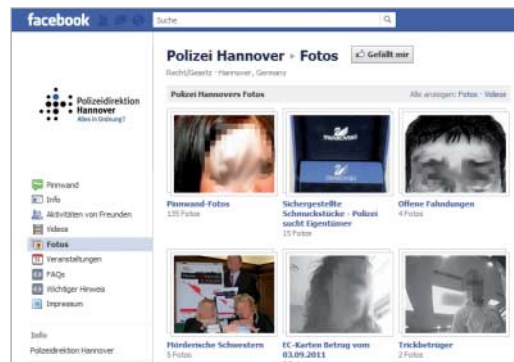 facebook
Suche
Polizei Hannover ▸ Fotos
Gefällt mir
Recht/Gesetz · Hannover, Germany
Polizeidirektion
Hannover
Alles in Ordnung?
Polizei Hannovers Fotos
Alle anzeigen: Fotos · Videos
SWAROVSKI
Pinnwand-Fotos
135 Fotos
Sichergestellte
Schmuckstücke - Polizei
sucht Eigentümer
15 Fotos
Offene Fahndungen
4 Fotos
Pinnwand
Info
Aktivitäten von Freunden
Videos
Fotos
Veranstaltungen
FAQs
Wichtiger Hinweis
Impressum
Mörderische Schwestern
5 Fotos
EC-Karten Betrug vom
03.09.2011
Trickbetrüger
2 Fotos
Info
Polizeidirektion Hannover